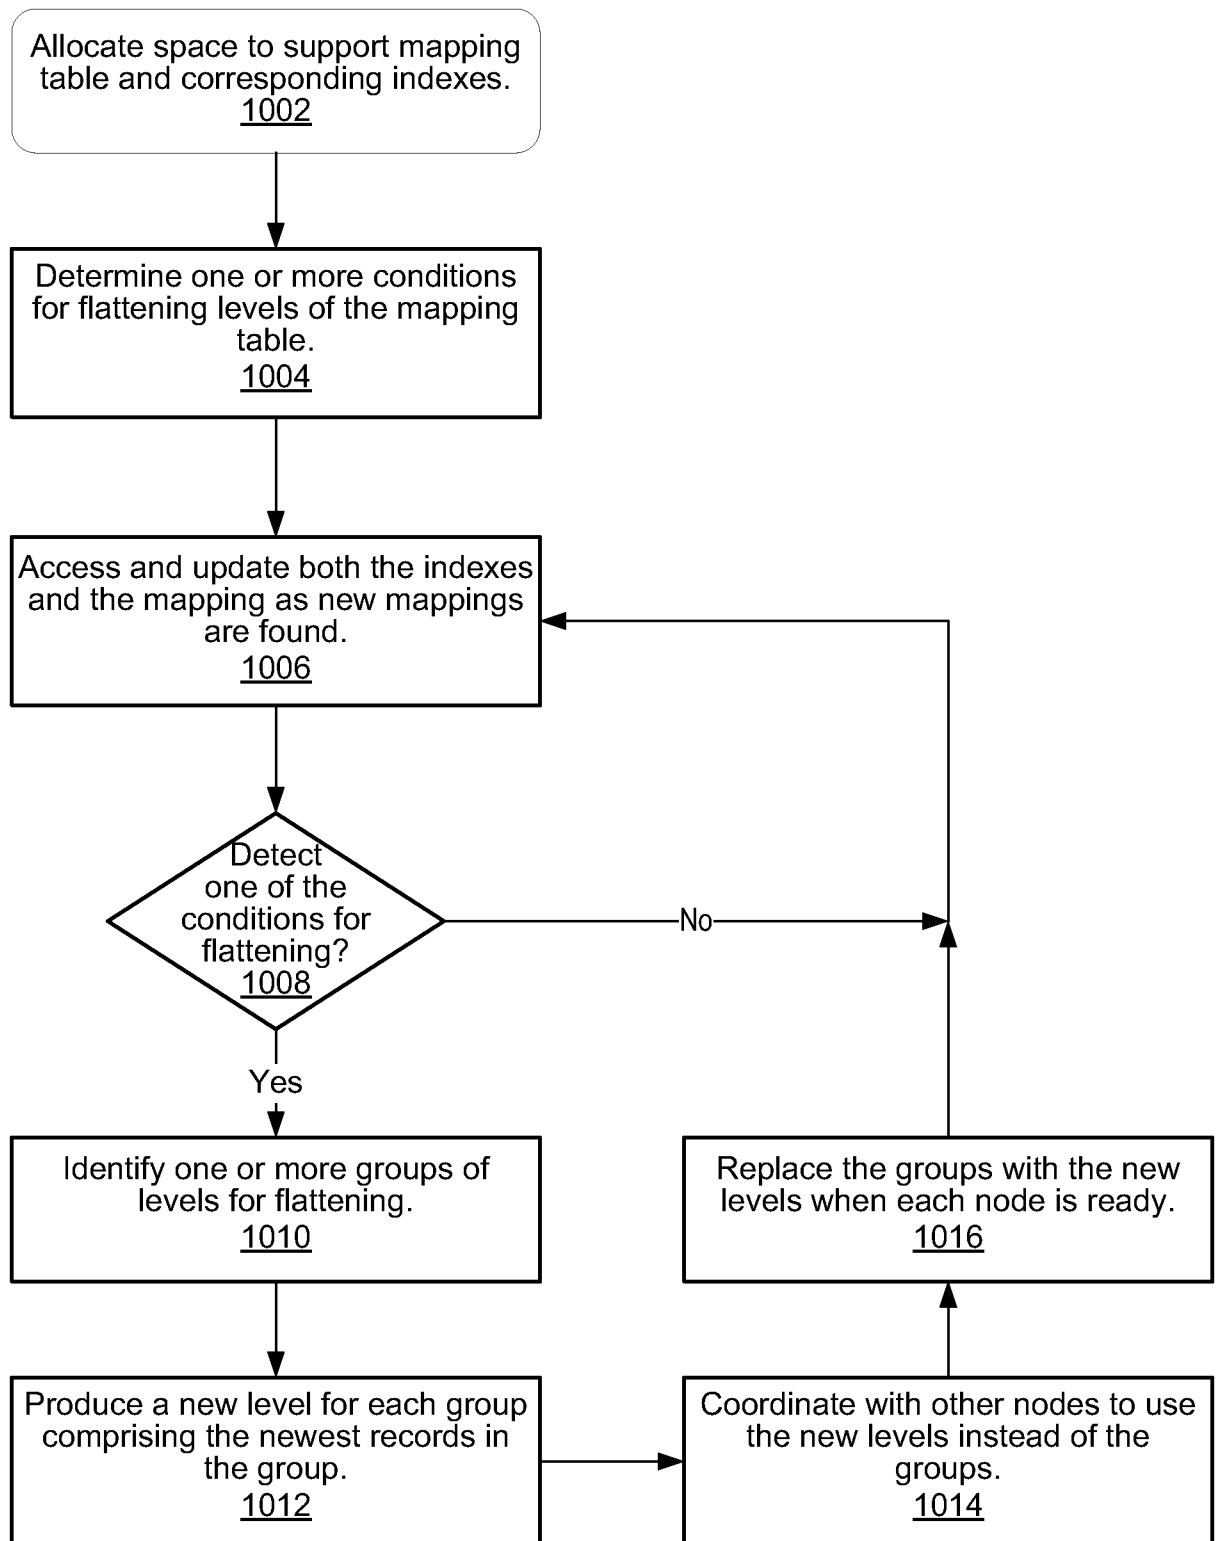 Allocate space to support mapping
table and corresponding indexes.
1002
Determine one or more conditions
for flattening levels of the mapping
table.
1004
Access and update both the indexes
and the mapping as new mappings
are found.
1006
Detect
one of the
conditions for
flattening?
1008
No
Yes
Identify one or more groups of
levels for flattening.
1010
Produce a new level for each group
comprising the newest records in
the group.
1012
Coordinate with other nodes to use
the new levels instead of the
groups.
1014
Replace the groups with the new
levels when each node is ready.
1016